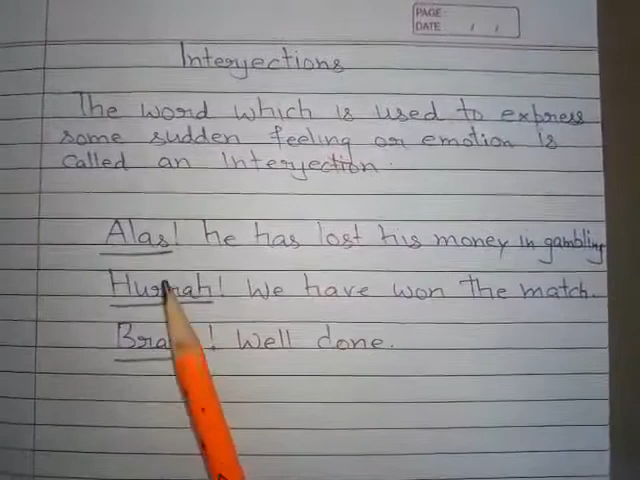 PAGE:
DATE: / /
Interjections
The word which is used to express
some sudden feeling or emotion is
called an Interjection.
Alas! he has lost his money in gambling
Hurrah! We have won the match.
! Well done.